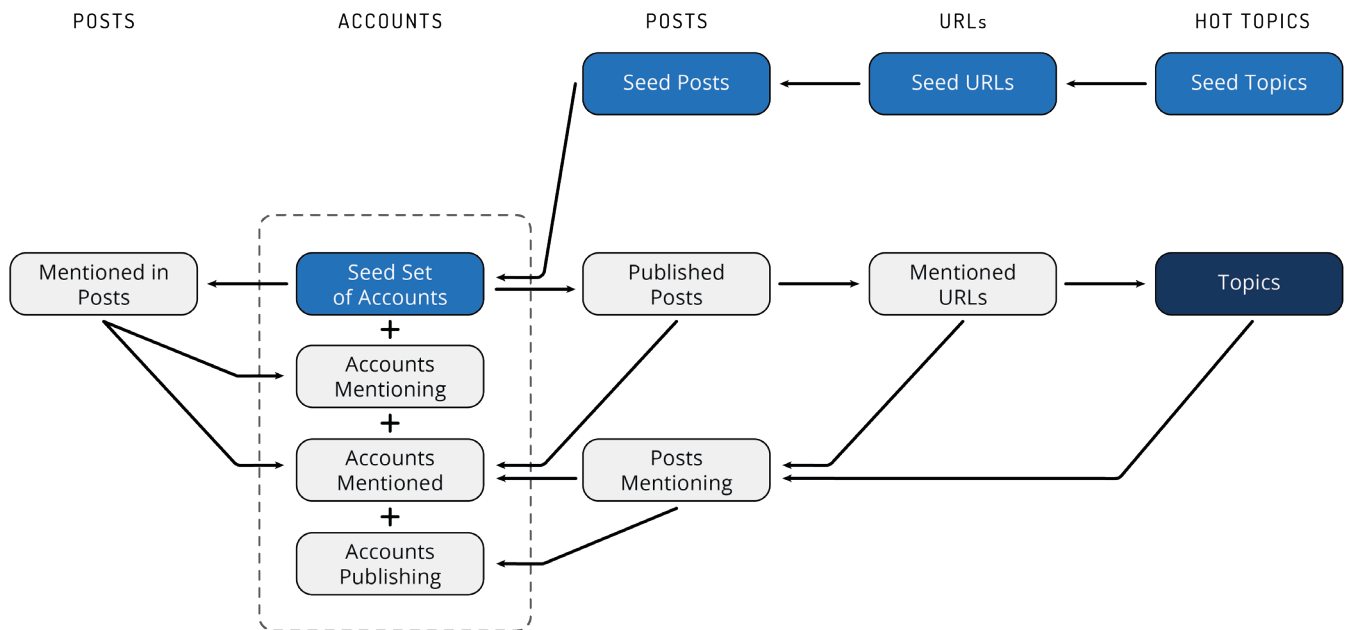 POSTS
ACCOUNTS
POSTS
URLs
HOT TOPICS
Seed Posts
Seed URLs
Seed Topics
Mentioned in
Posts
Seed Set
of Accounts
Published
Posts
Mentioned
URLs
Topics
+
Accounts
Mentioning
+
Accounts
Mentioned
Posts
Mentioning
+
Accounts
Publishing